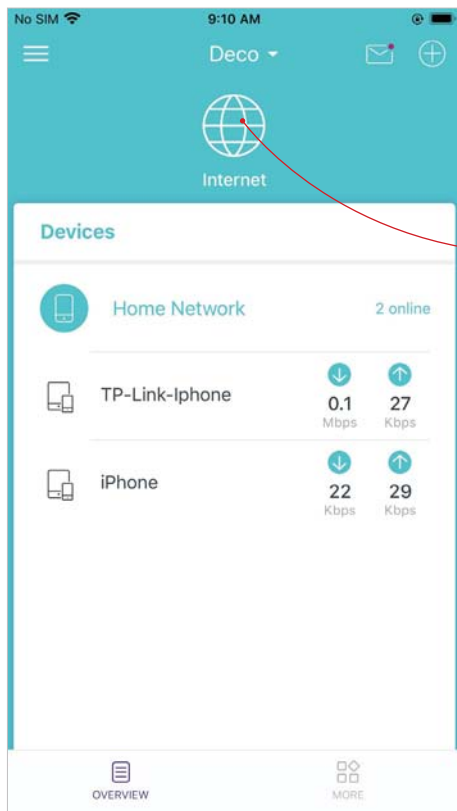 No SIM 9:10 AM
Deco
Internet
Devices
Home Network 2 online
TP-Link-Iphone 0.1 27
Mbps Kbps
iPhone 22 29
Kbps Kbps
OVERVIEW MORE